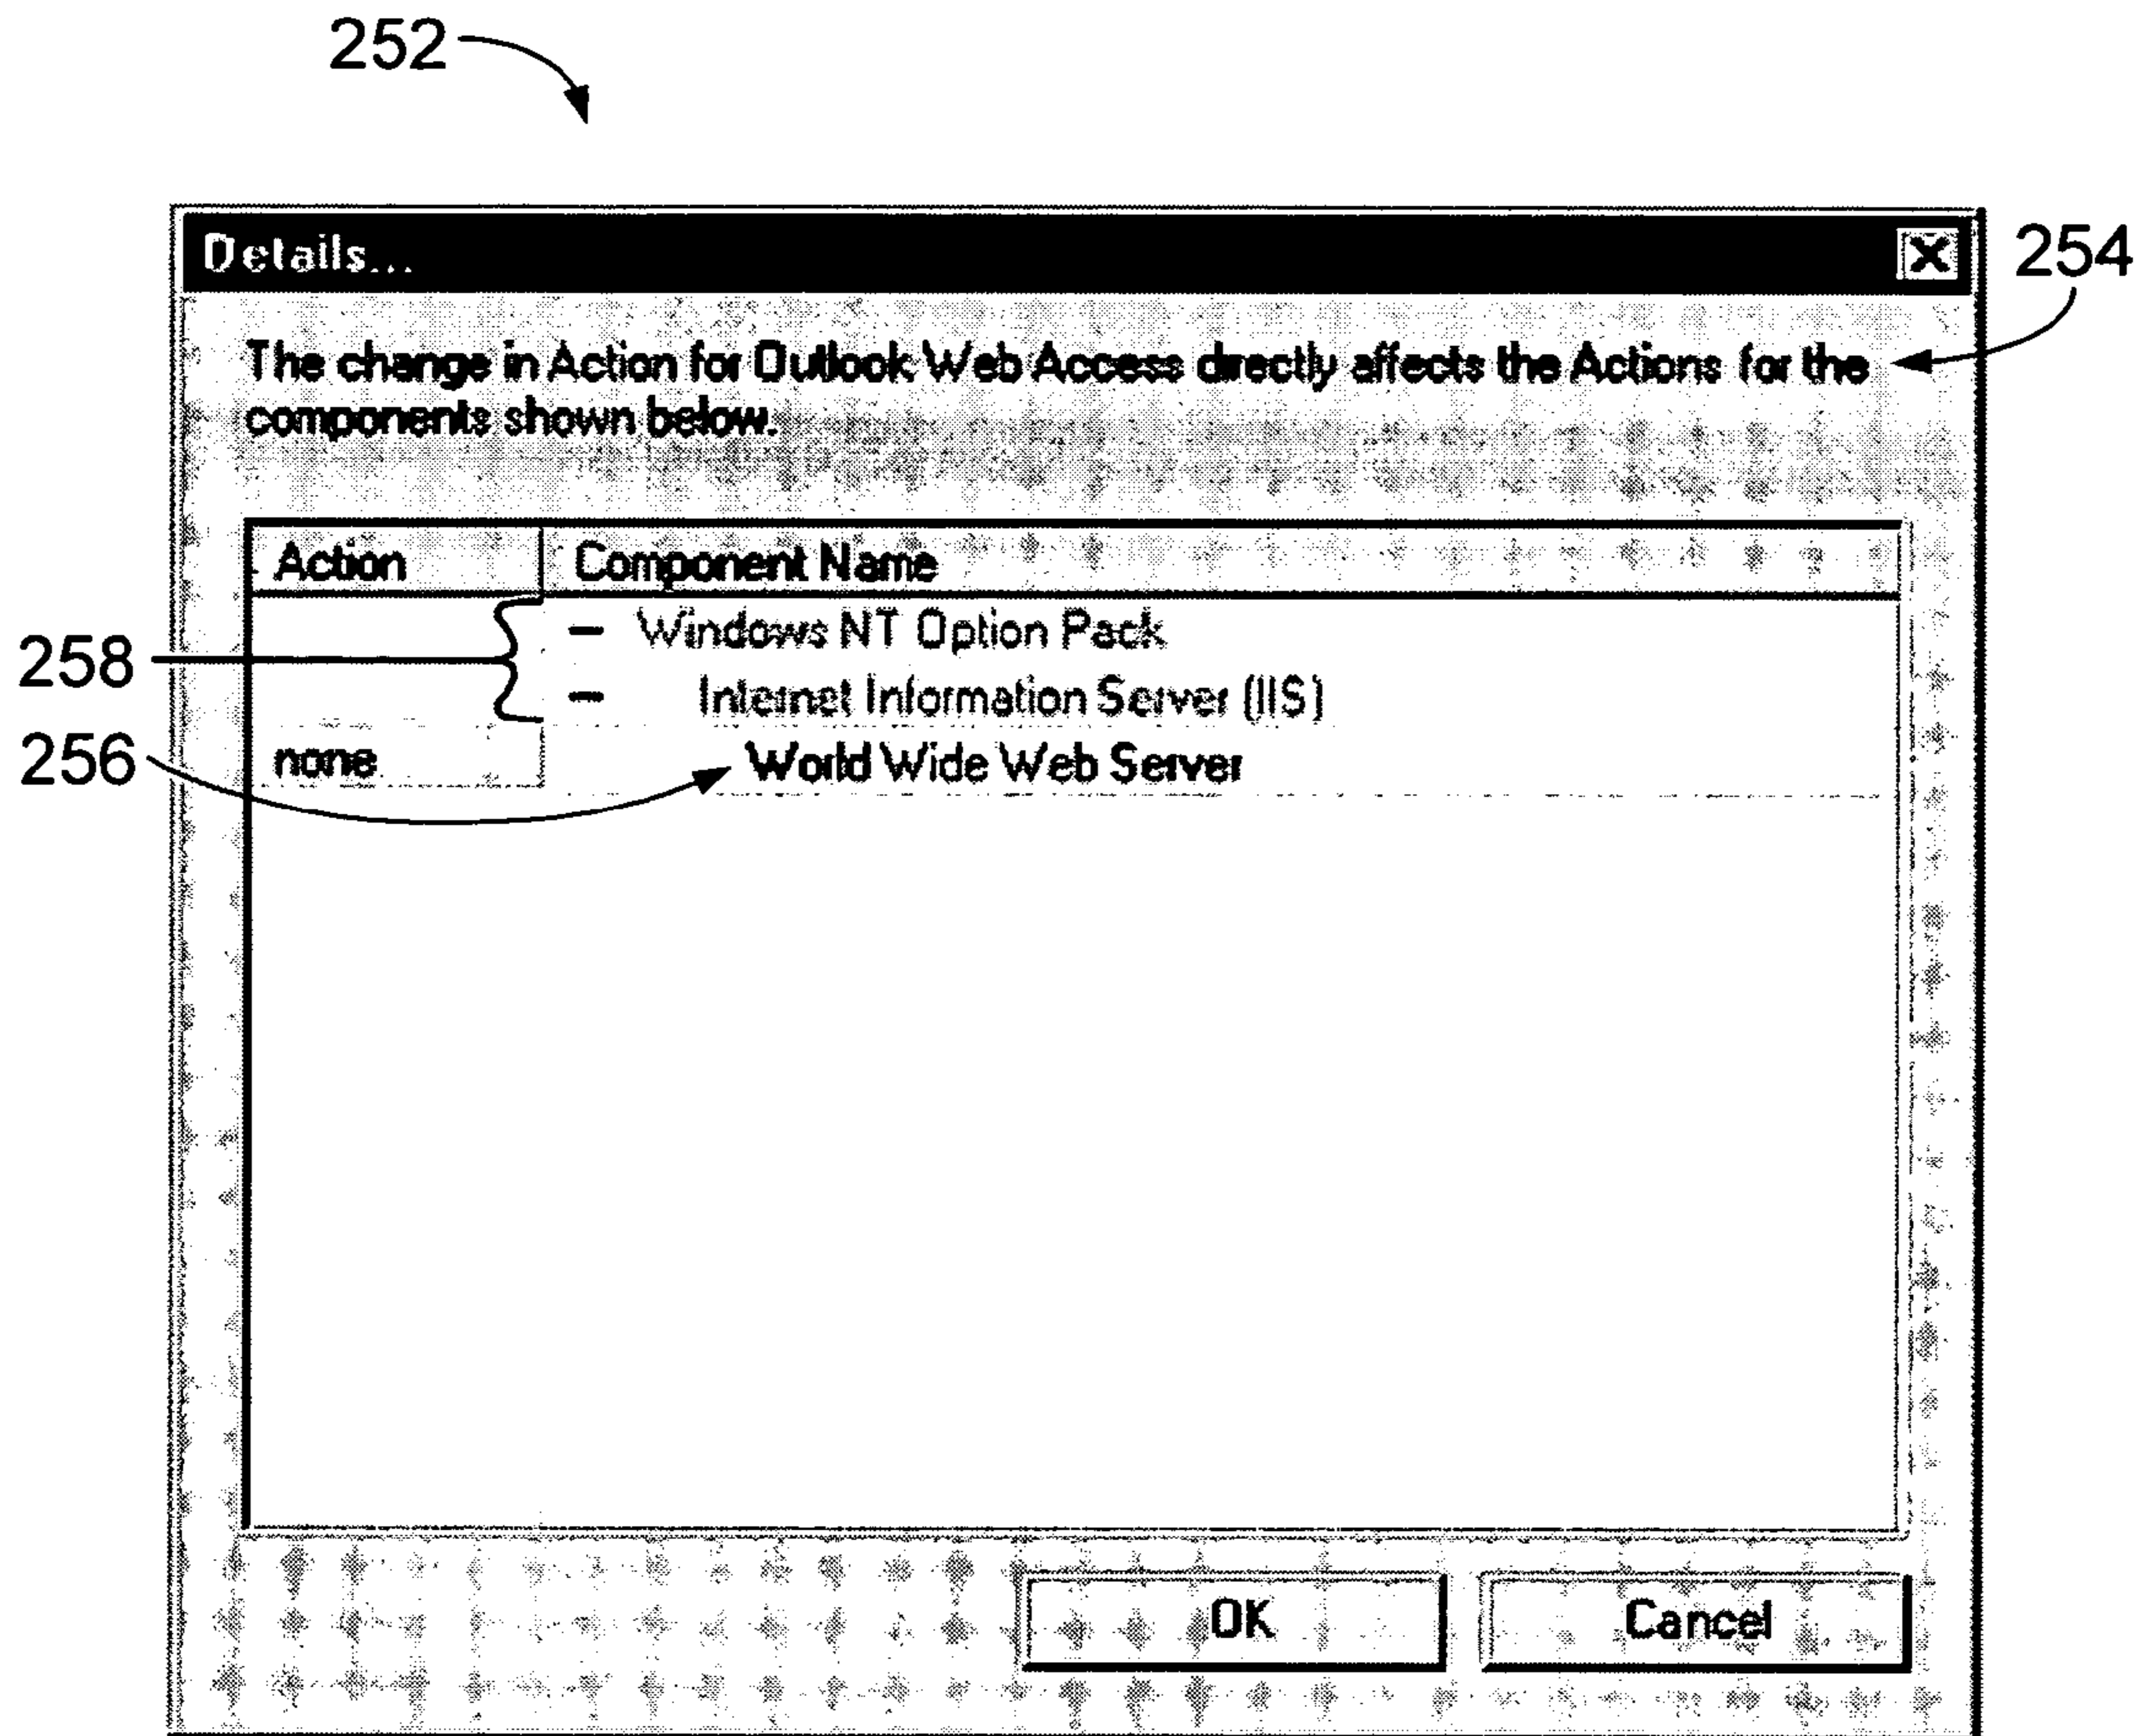 252
Details...
254
The change in Action for Outlook Web Access directly affects the Actions for the
components shown below.
Action Component Name
– Windows NT Option Pack
258
– Internet Information Server (IIS)
256 none World Wide Web Server
OK Cancel